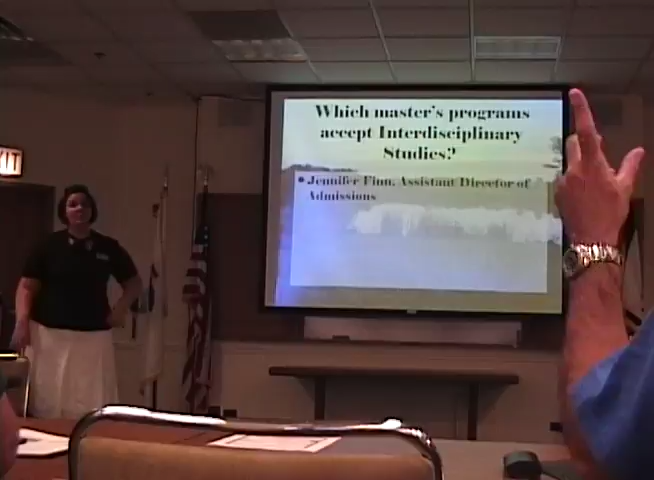 Which master's programs
accept Interdisciplinary
Studies?
• Jennifer Finn, Assistant Director of
Admissions
EXIT